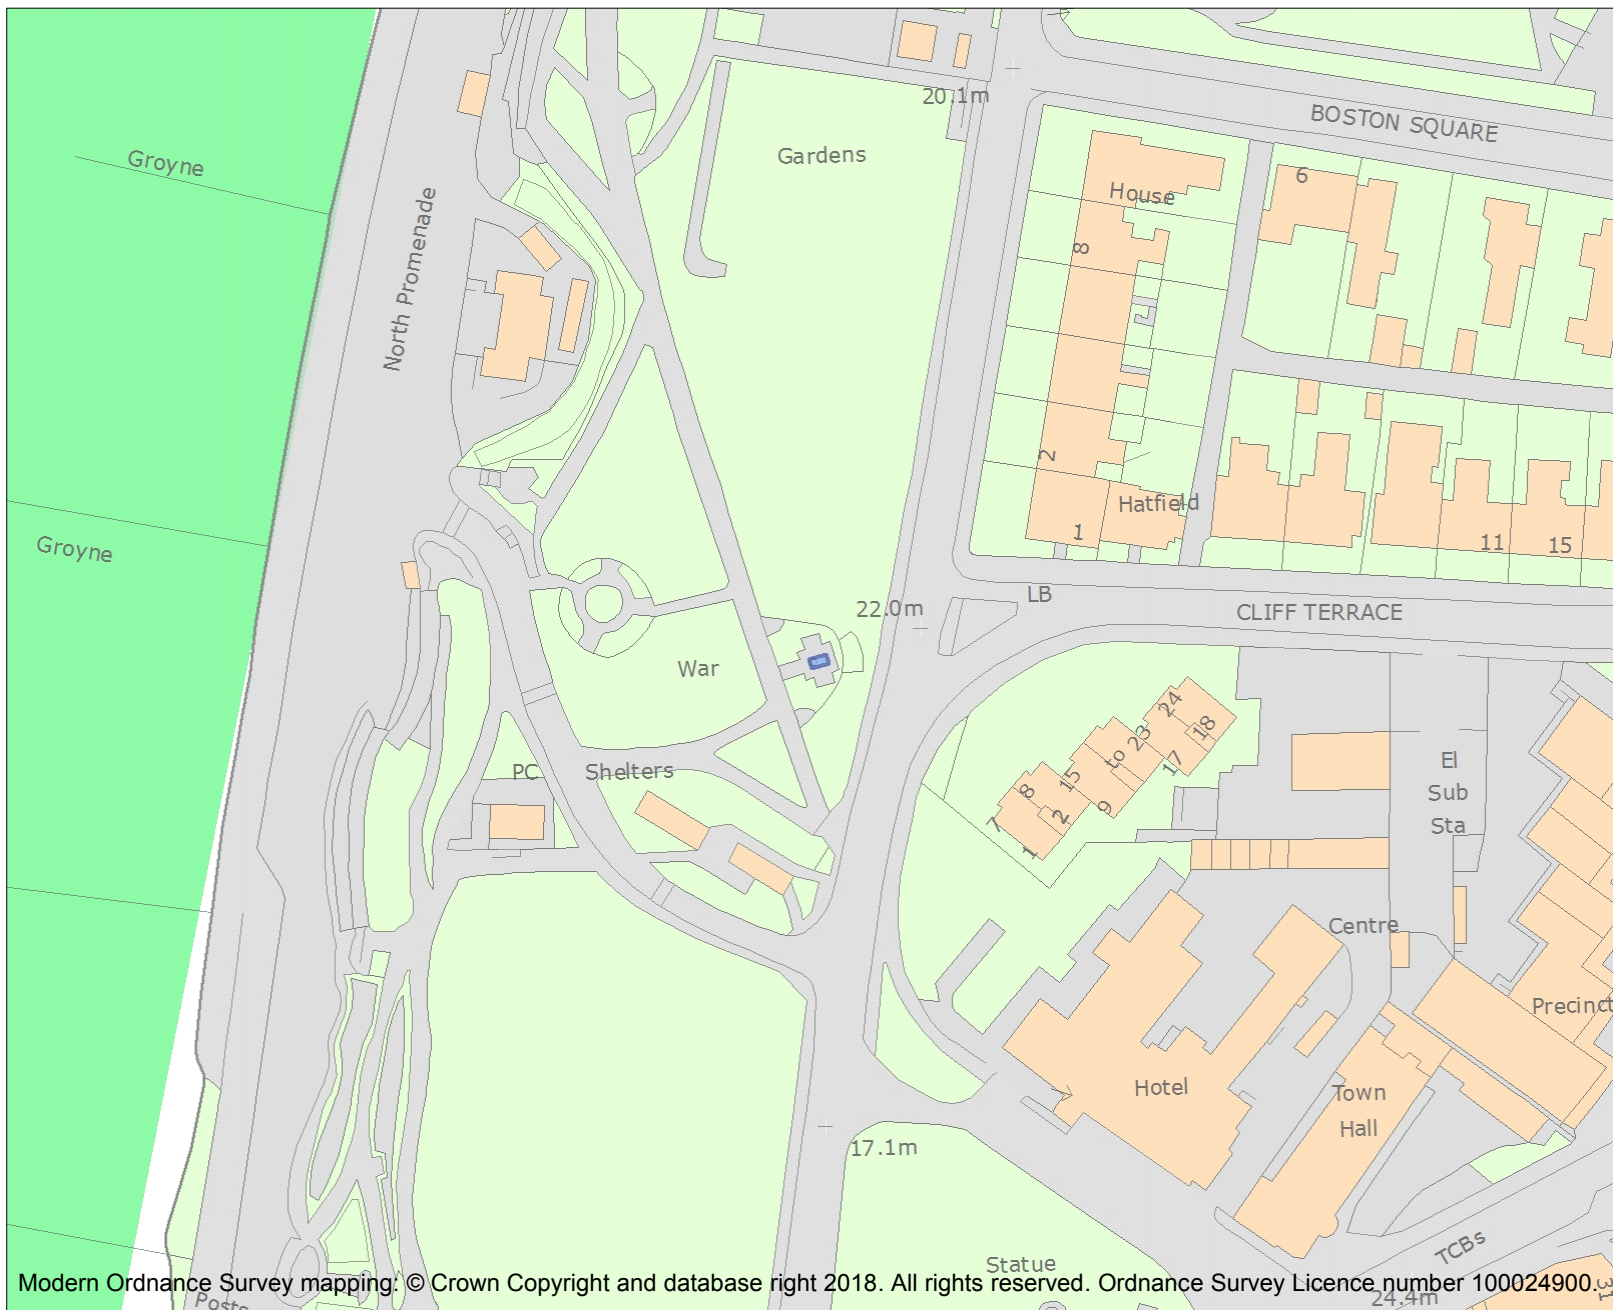 20.1m
BOSTON SQUARE
Groyne
Gardens
6
House
North Promenade
8
2
Hatfield
1
11
15
Groyne
LB
22.0m
CLIFF TERRACE
War
24
18
23
to
17
El
Sub
Sta
PC
Shelters
15
8
9
2
7
1
Centre
Precinct
Hotel
Town
Hall
17.1m
TCBs
Statue
Modern Ordnance Survey mapping: © Crown Copyright and database right 2018. All rights reserved. Ordnance Survey Licence number 100024900.
31
Posts
24.4m